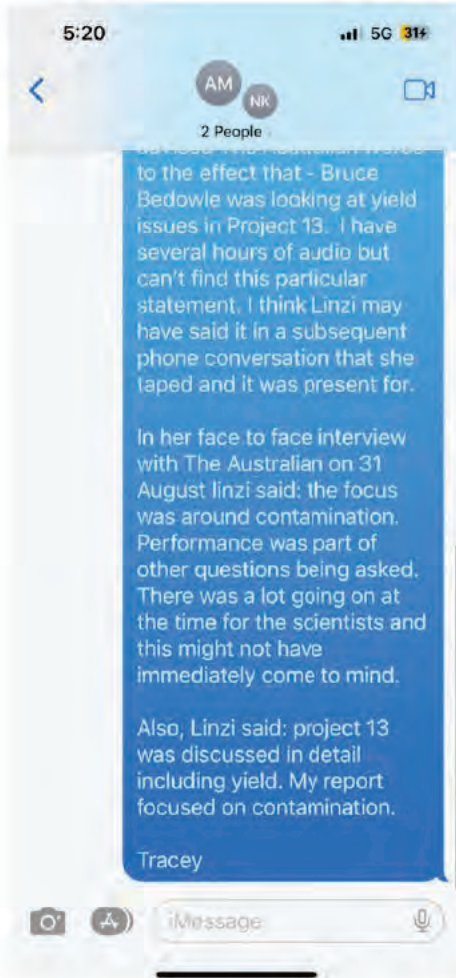 5:20
5G 314
AM
NK
2 People
to the effect that - Bruce
Bedowle was looking at yield
issues in Project 13. I have
several hours of audio but
can't find this particular
statement. I think Linzi may
have said it in a subsequent
phone conversation that she
taped and it was present for.
In her face to face interview
with The Australian on 31
August linzi said: the focus
was around contamination.
Performance was part of
other questions being asked.
There was a lot going on at
the time for the scientists and
this might not have
immediately come to mind.
Also, Linzi said: project 13
was discussed in detail
including yield. My report
focused on contamination.
Tracey
iMessage